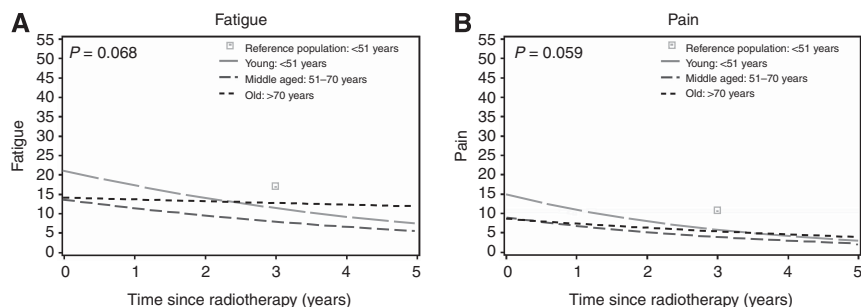 A
Fatigue
P = 0.068
Reference population: <51 years
Young: <51 years
Middle aged: 51–70 years
Old: >70 years
55
50
45
40
35
30
25
20
15
10
5
0
Fatigue
0 1 2 3 4 5
Time since radiotherapy (years)
B
Pain
P = 0.059
Reference population: <51 years
Young: <51 years
Middle aged: 51–70 years
Old: >70 years
55
50
45
40
35
30
25
20
15
10
5
0
Pain
0 1 2 3 4 5
Time since radiotherapy (years)